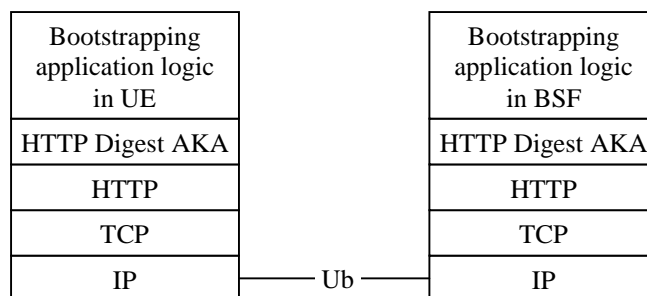 Bootstrapping
application logic
in UE
HTTP Digest AKA
HTTP
TCP
IP
Ub
Bootstrapping
application logic
in BSF
HTTP Digest AKA
HTTP
TCP
IP